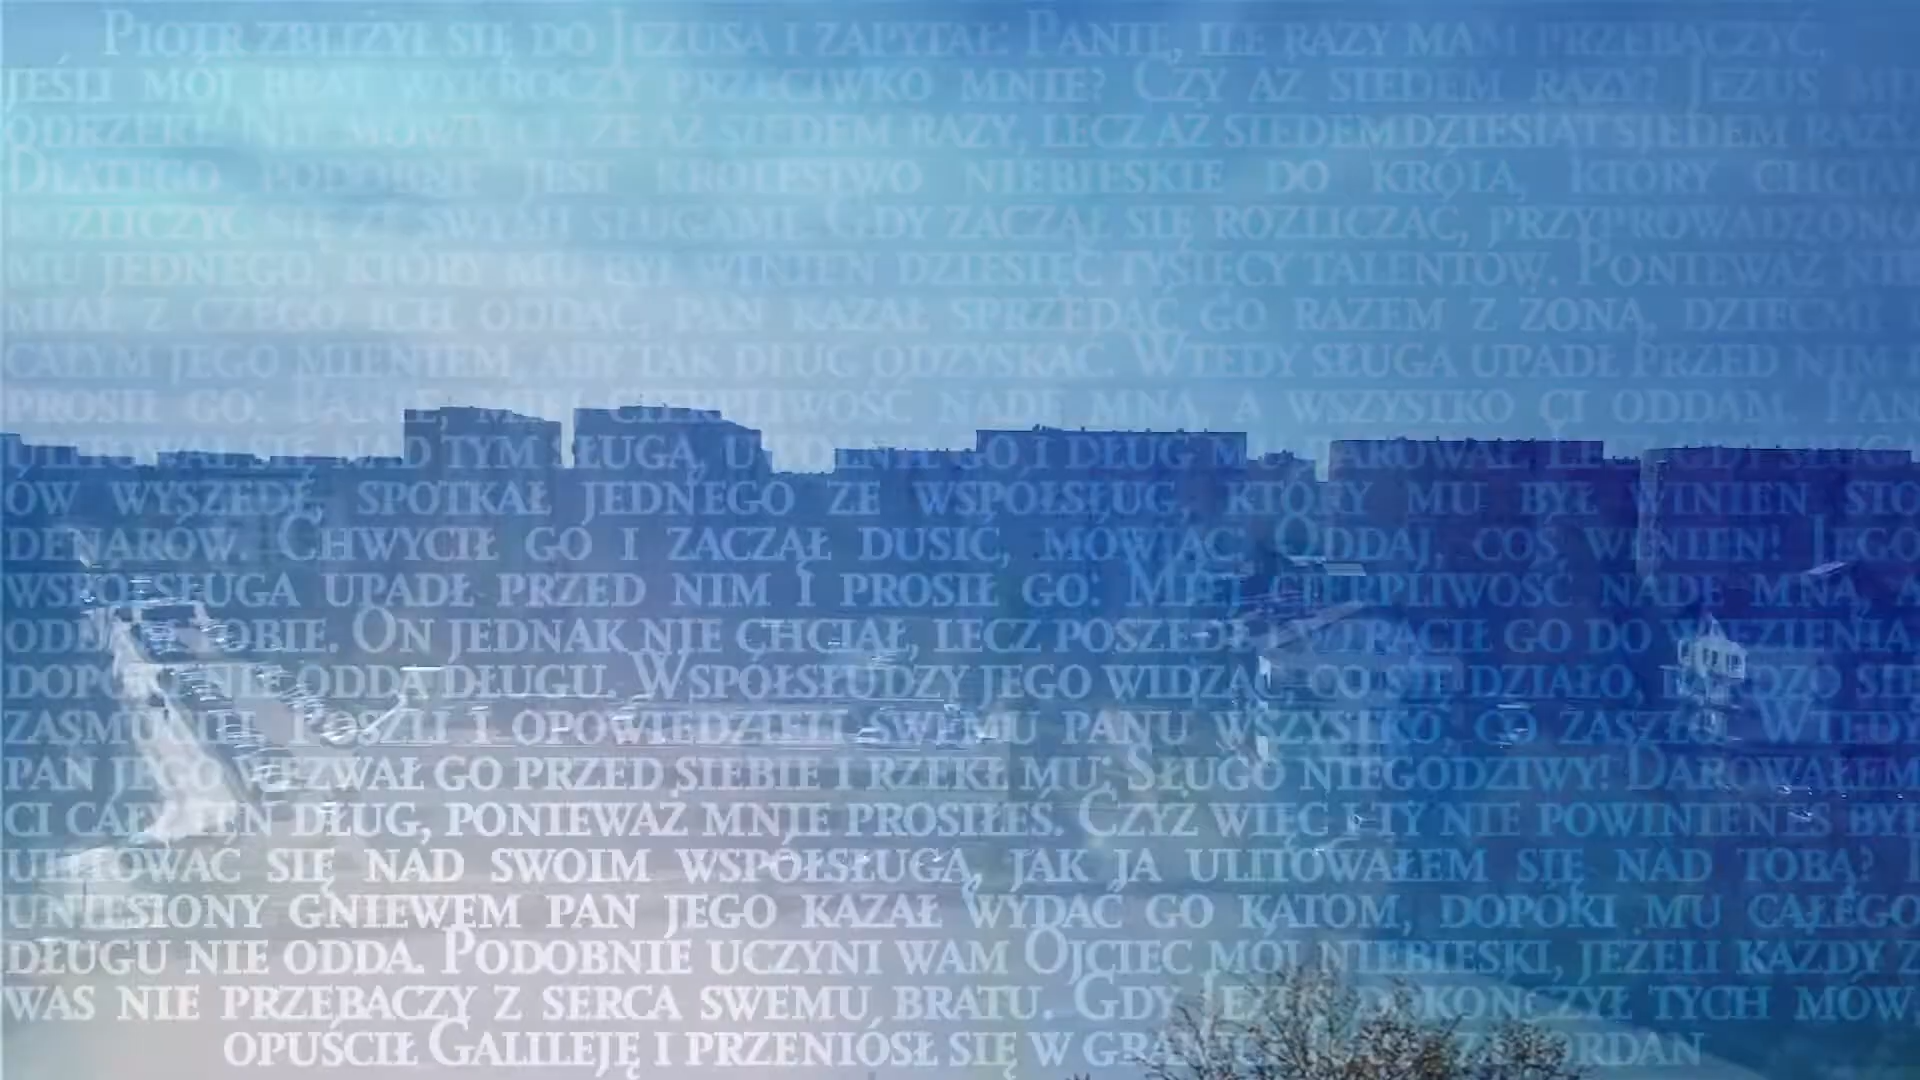 Piotr zbliżył się do Jezusa i zapytał: Panie, ile razy mam przebaczyć,
jeśli mój brat wykroczy przeciwko mnie? Czy aż siedem razy? Jezus mu
odrzekł: Nie mówię ci, że aż siedem razy, lecz aż siedemdziesiąt siedem razy.
Dlatego podobne jest królestwo niebieskie do króla, który chciał
rozliczyć się ze swymi sługami. Gdy zaczął się rozliczać, przyprowadzono
mu jednego, który mu był winien dziesięć tysięcy talentów. Ponieważ nie
miał z czego ich oddać, pan kazał sprzedać go razem z żoną, dziećmi
całym jego mieniem, aby tak dług odzyskać. Wtedy sługa upadł przed nim i
prosił go: Panie, miej cierpliwość nade mną, a wszystko ci oddam. Pan
ulitował się nad tym sługą, uwolnił go i dług mu darował. Lecz gdy sługa
ów wyszedł, spotkał jednego ze współsług, który mu był winien sto
denarów. Chwycił go i zaczął dusić, mówiąc: Oddaj, coś winien! Jego
współsługa upadł przed nim i prosił go: Miej cierpliwość nade mną, a
oddam tobie. On jednak nie chciał, lecz poszedł i wtrącił go do więzienia,
dopóki nie odda długu. Współsłudzy jego widząc, co się działo, bardzo się
zasmucili. Poszli i opowiedzieli swemu panu wszystko, co zaszło. Wtedy
pan jego wezwał go przed siebie i rzekł mu: Sługo niegodziwy! Darowałem
ci cały ten dług, ponieważ mnie prosiłeś. Czyż więc i ty nie powinieneś był
ulitować się nad swoim współsługą, jak ja ulitowałem się nad tobą? I
uniesiony gniewem pan jego kazał wydać go katom, dopóki mu całego
długu nie odda. Podobnie uczyni wam Ojciec mój niebieski, jeżeli każdy z
was nie przebaczy z serca swemu bratu. Gdy Jezus dokończył tych mów,
opuścił Galileję i przeniósł się w granice Judei za Jordan